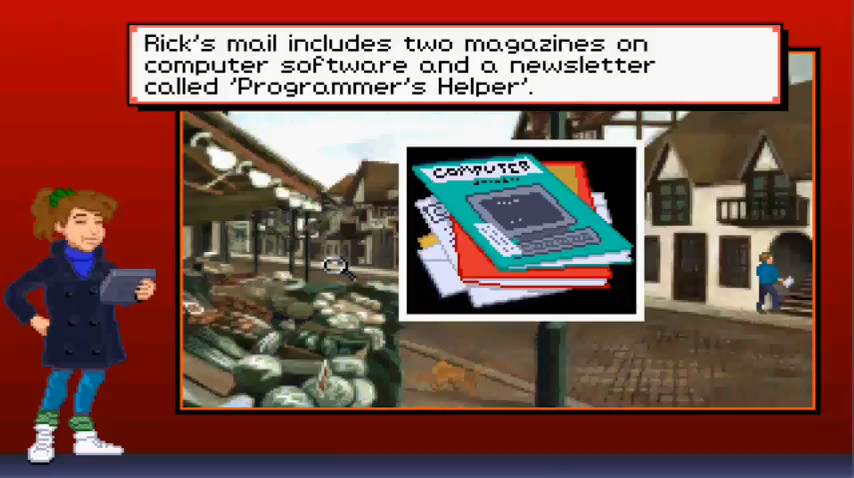 Rick's mail includes two magazines on
computer software and a newsletter
called 'Programmer's Helper'.
COMPUTER